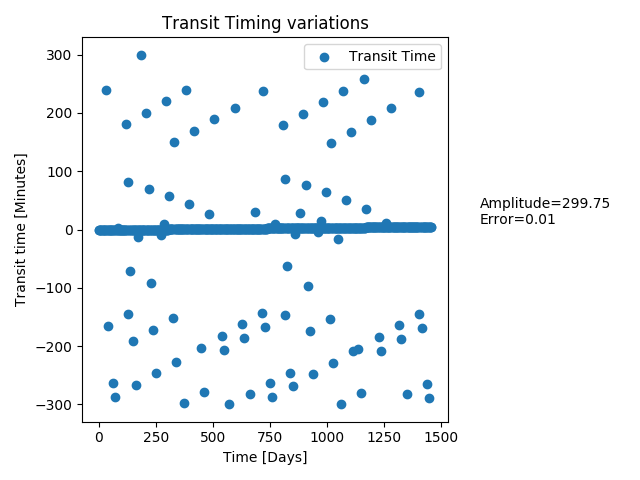 Transit Timing variations
Transit Time
Transit time [Minutes]
300
200
100
0
−100
−200
−300
0
250
500
750
1000
1250
1500
Time [Days]
Amplitude=299.75
Error=0.01